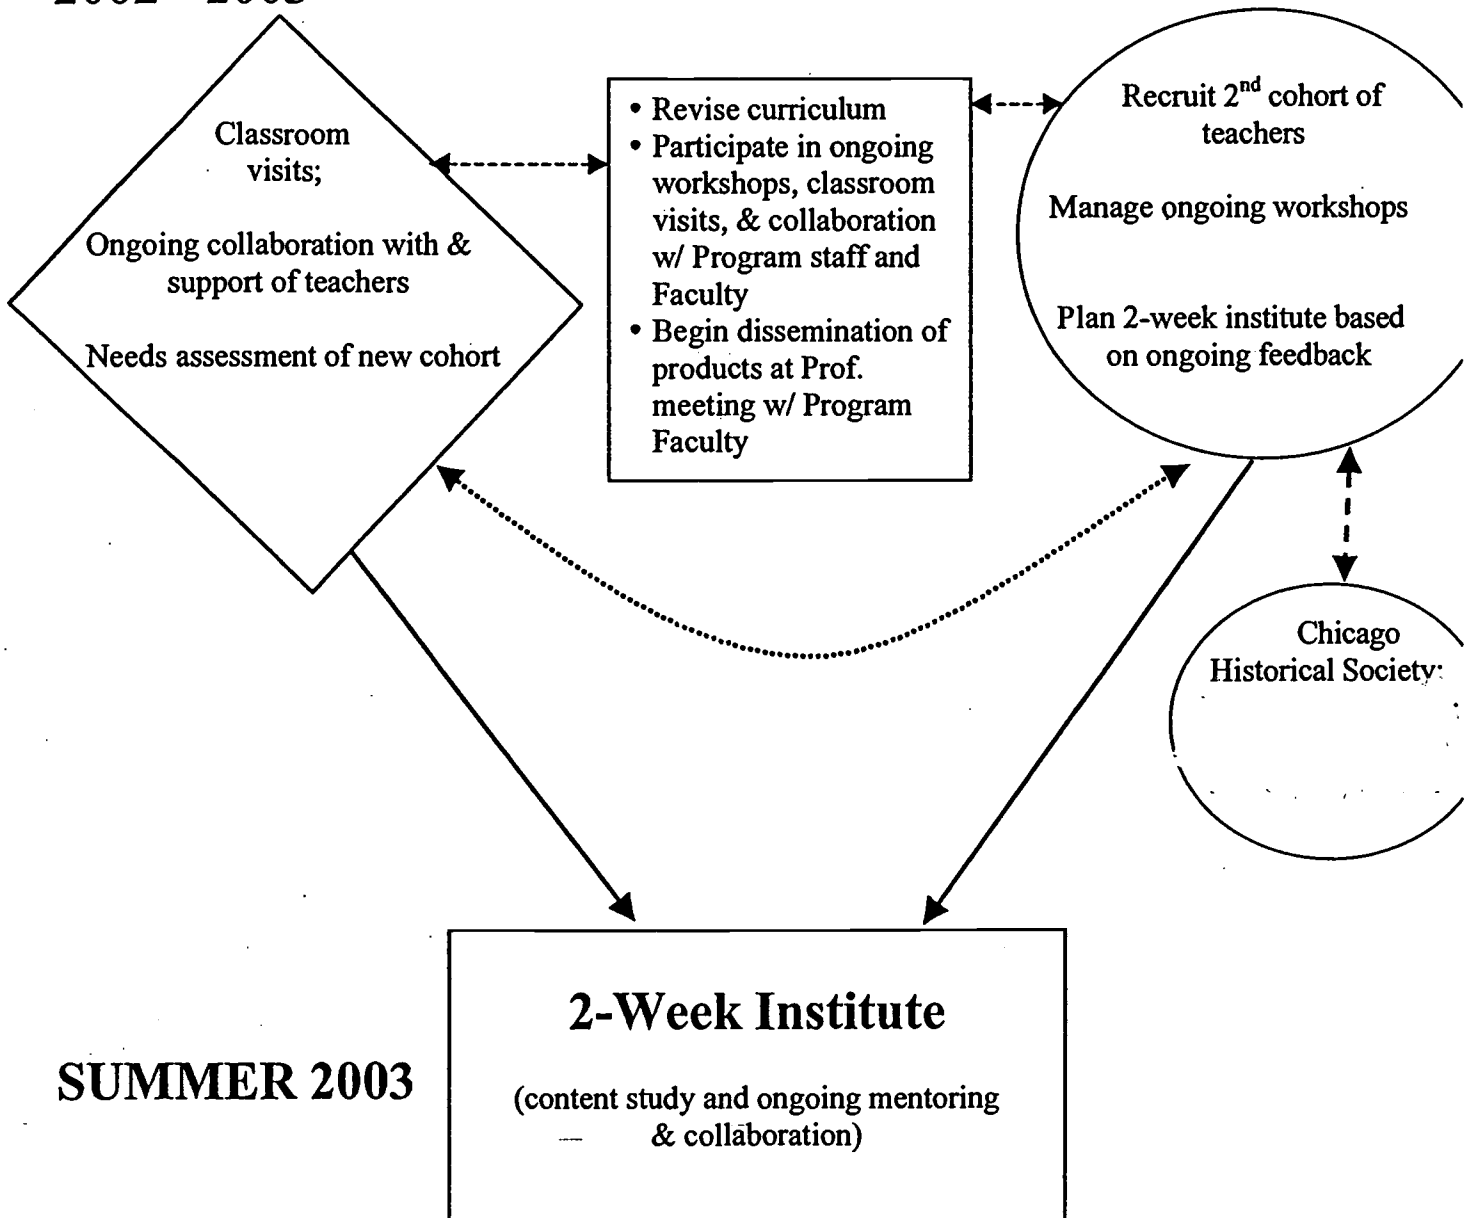 Classroom
visits;
Ongoing collaboration with &
support of teachers
Needs assessment of new cohort
• Revise curriculum
• Participate in ongoing
workshops, classroom
visits, & collaboration
w/ Program staff and
Faculty
• Begin dissemination of
products at Prof.
meeting w/ Program
Faculty
Recruit 2nd cohort of
teachers
Manage ongoing workshops
Plan 2-week institute based
on ongoing feedback
Chicago
Historical Society:
SUMMER 2003
2-Week Institute
(content study and ongoing mentoring
& collaboration)